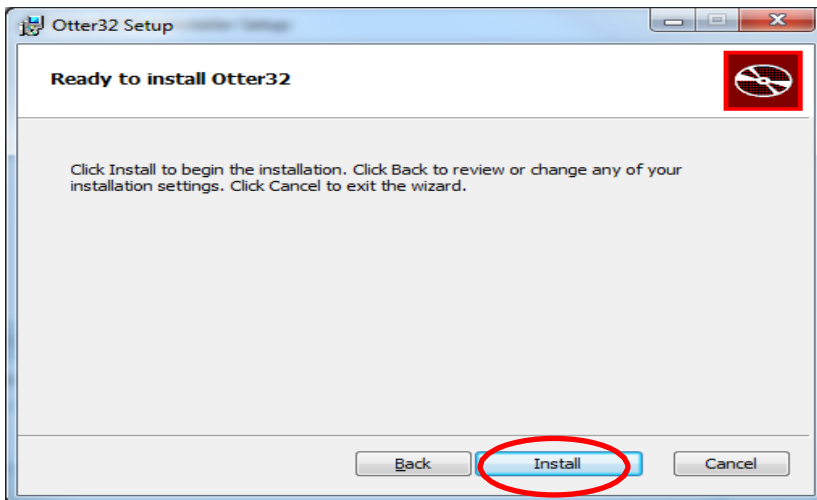 Otter32 Setup
Ready to install Otter32
Click Install to begin the installation. Click Back to review or change any of your
installation settings. Click Cancel to exit the wizard.
Back
Install
Cancel